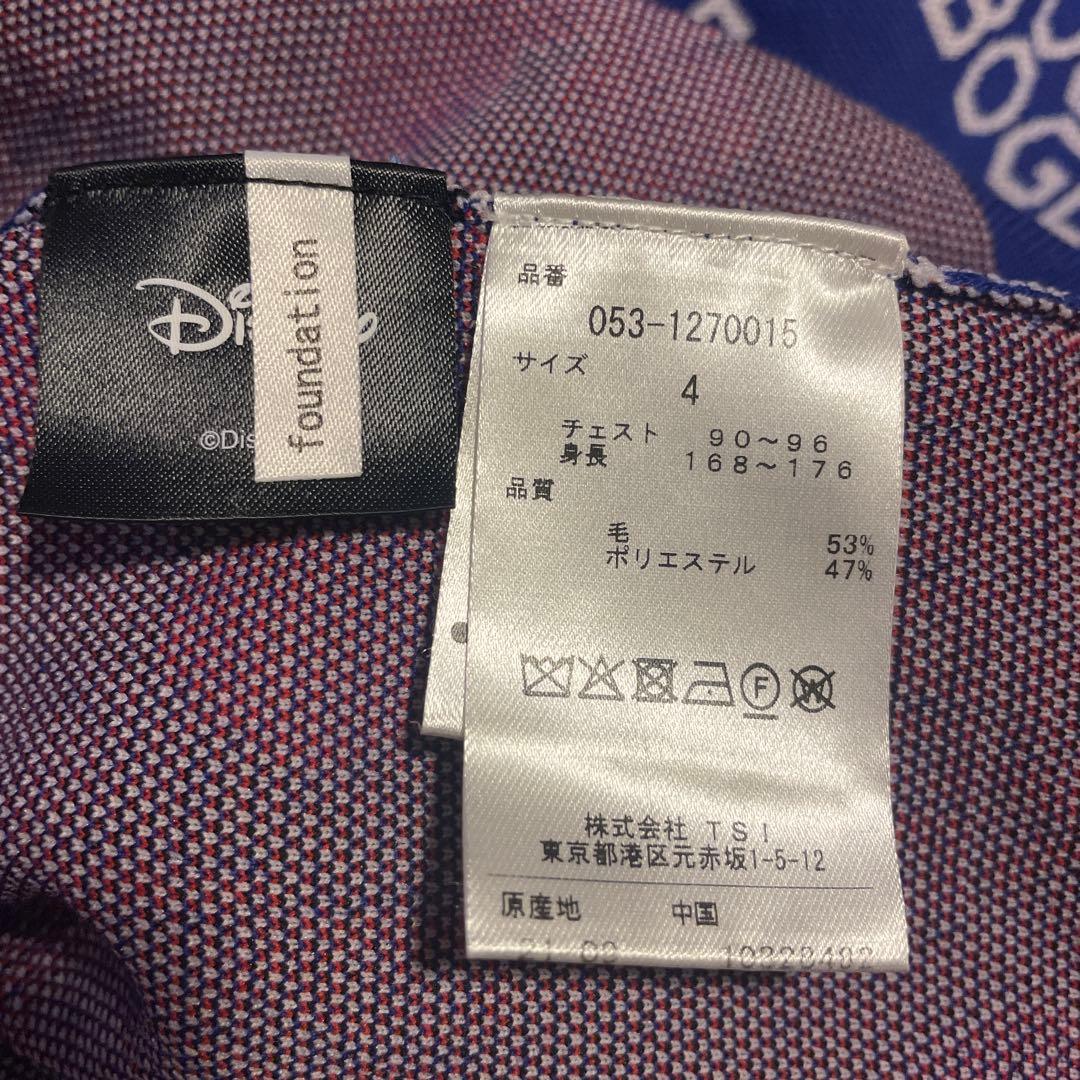 Disney
©Dis
foundation
品番
053-1270015
サイズ
4
チェスト 90～96
身長 168～176
品質
毛 53%
ポリエステル 47%
F
W
株式会社 TSI
東京都港区元赤坂1-5-12
原産地 中国